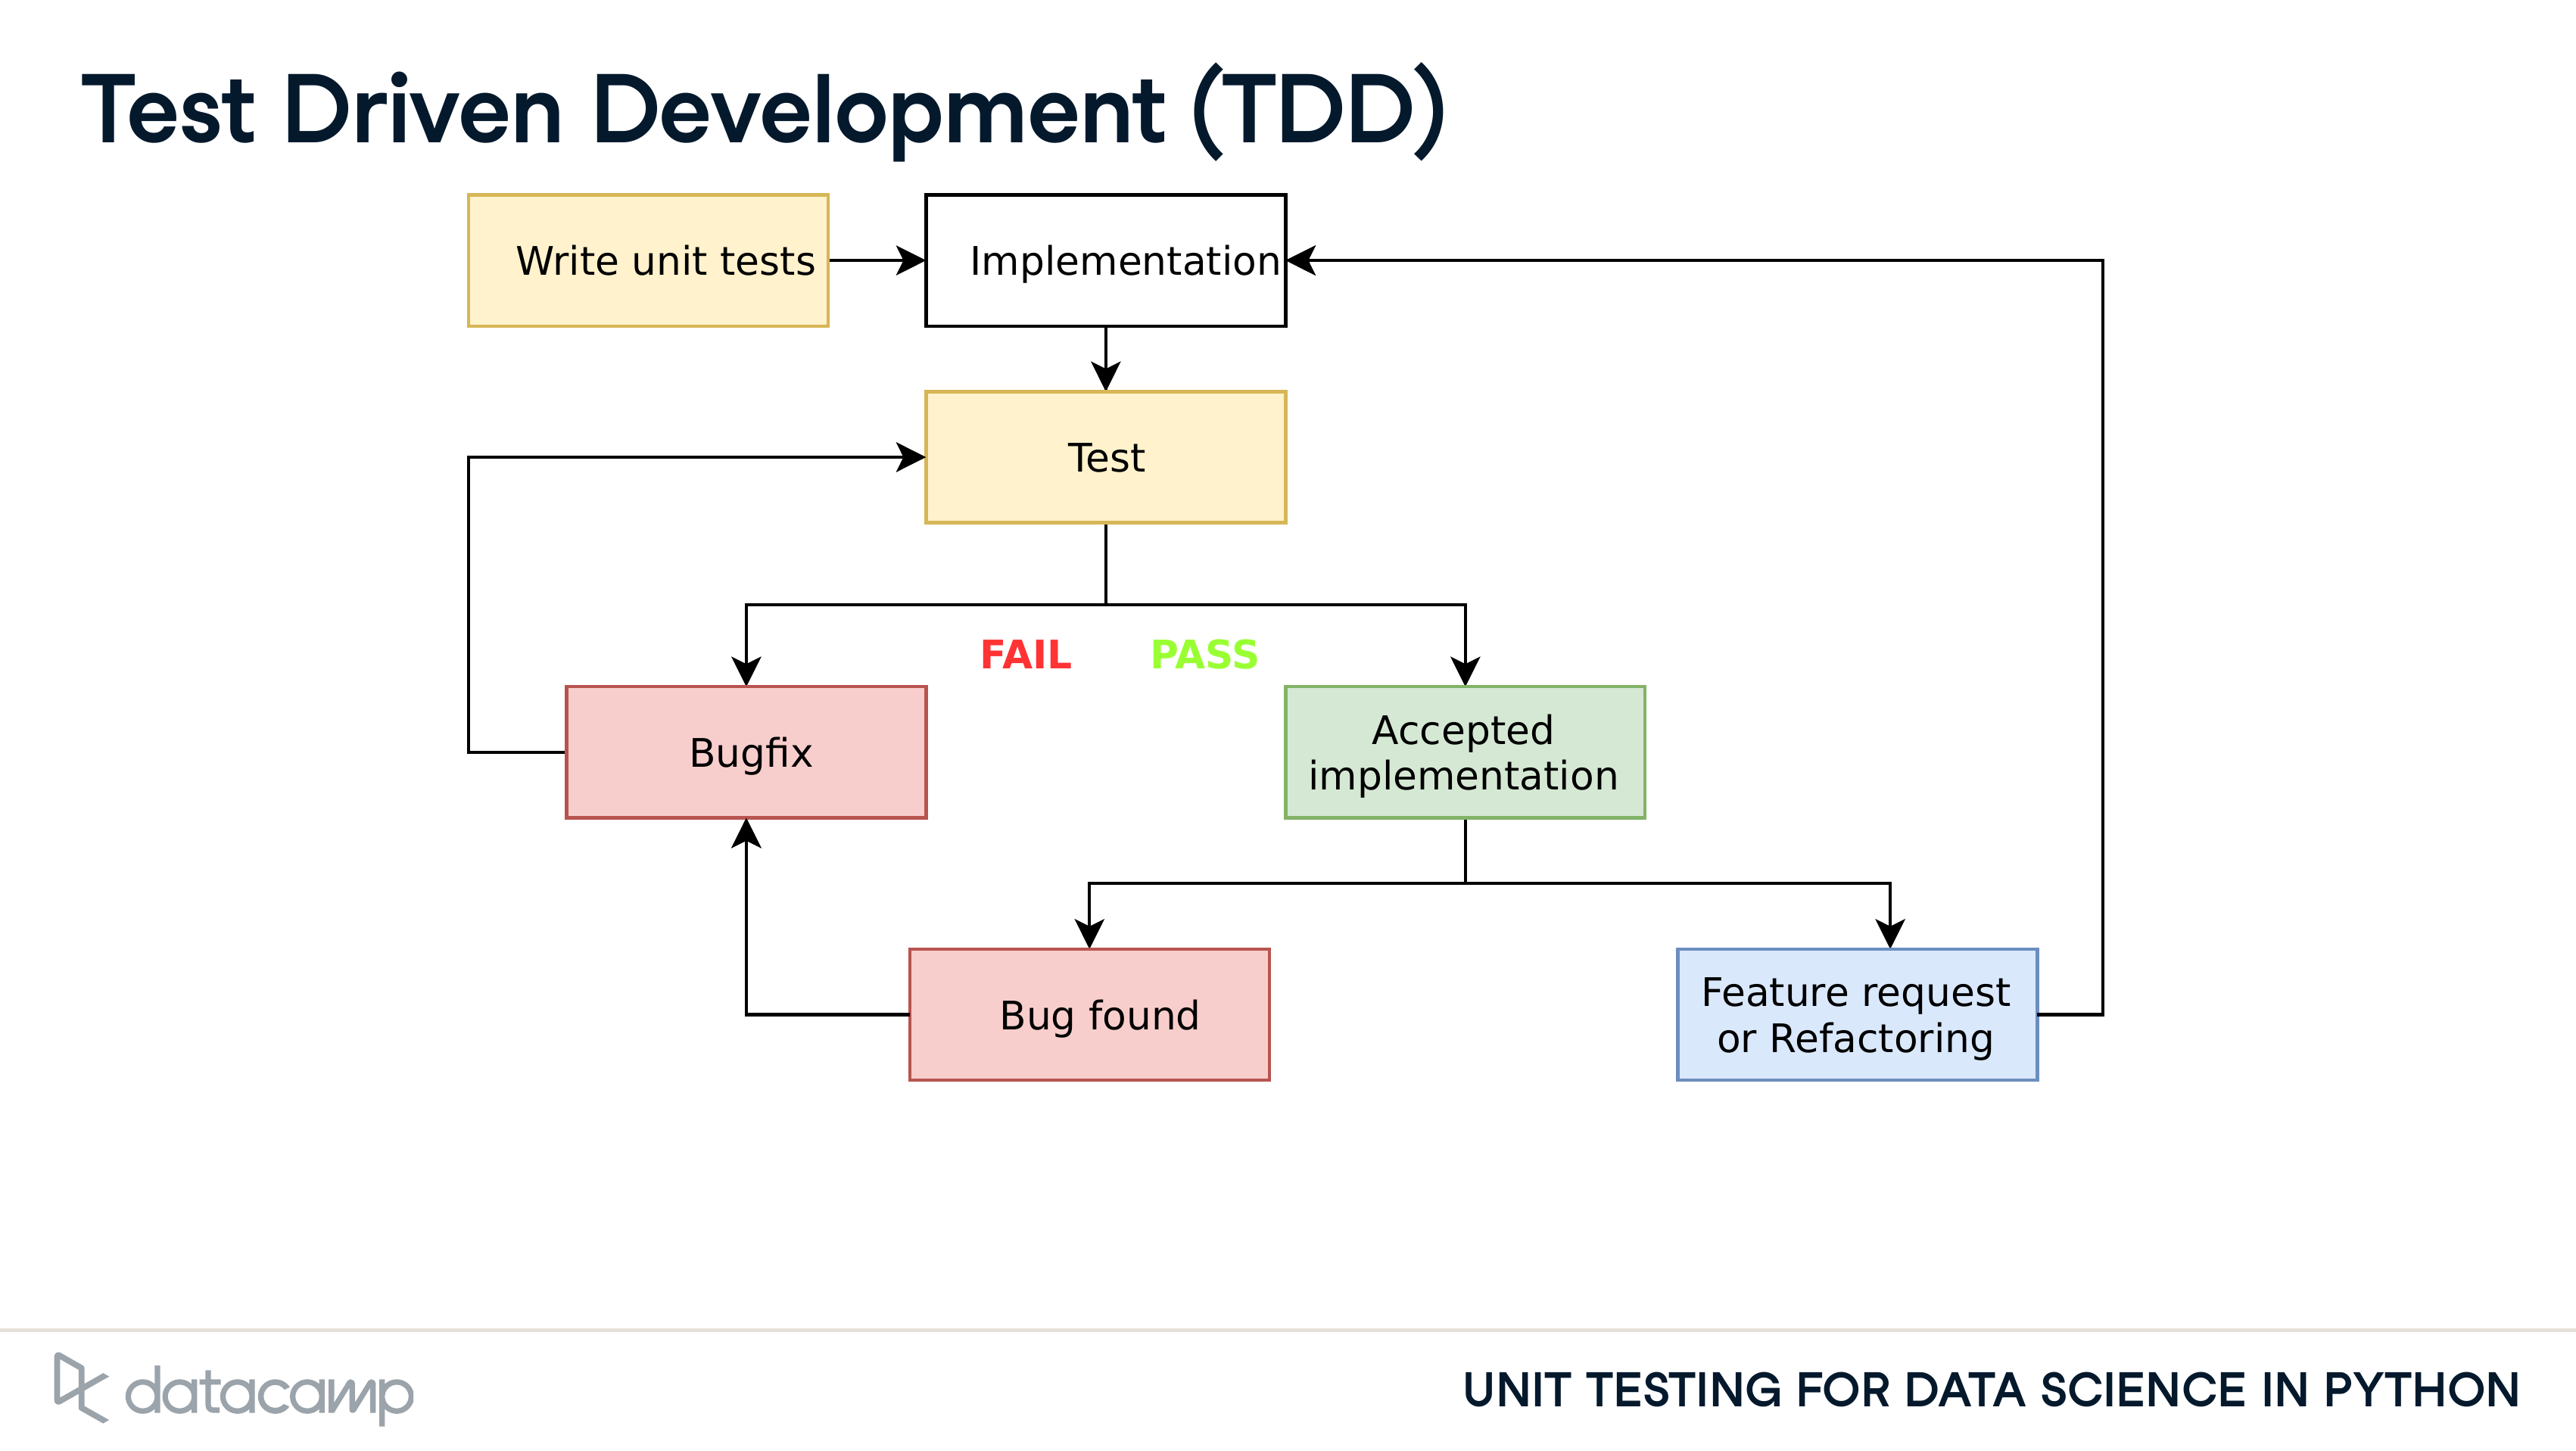 Test Driven Development (TDD)
Write unit tests
Implementation
Test
FAIL
PASS
Bugfix
Accepted
implementation
Bug found
Feature request
or Refactoring
datacamp
UNIT TESTING FOR DATA SCIENCE IN PYTHON